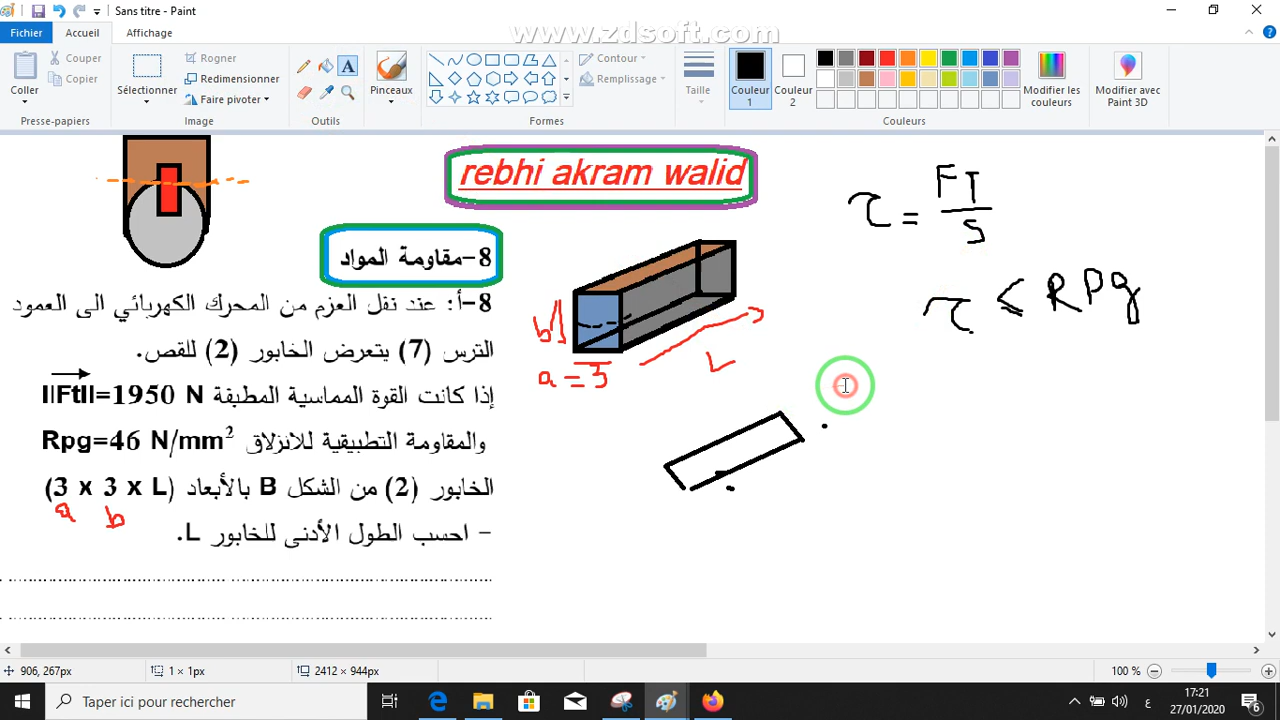 Sans titre - Paint
www.zdsoft.com
Fichier
Accueil
Affichage
Coller
Couper
Copier
Presse-papiers
Sélectionner
Rogner
Redimensionner
Faire pivoter
Image
Outils
Pinceaux
Contour
Remplissage
Formes
Taille
Couleur 1
Couleur 2
Modifier les couleurs
Couleurs
Modifier avec Paint 3D
rebhi akram walid
8-مقاومة المواد
8-أ: عند نقل العزم من المحرك الكهربائي الى العمود
الترس (7) يتعرض الخابور (2) للقص.
إذا كانت القوة المماسية المطبقة ||Ft||=1950 N
والمقاومة التطبيقية للانزلاق Rpg=46 N/mm²
الخابور (2) من الشكل B بالأبعاد (3 x 3 x L)
a b
- احسب الطول الأدنى للخابور L.
b
a = 3
L
τ = FT / S
τ ≤ RPg
906, 267px
1 × 1px
2412 × 944px
100 %
Taper ici pour rechercher
ع
17:21
27/01/2020
6